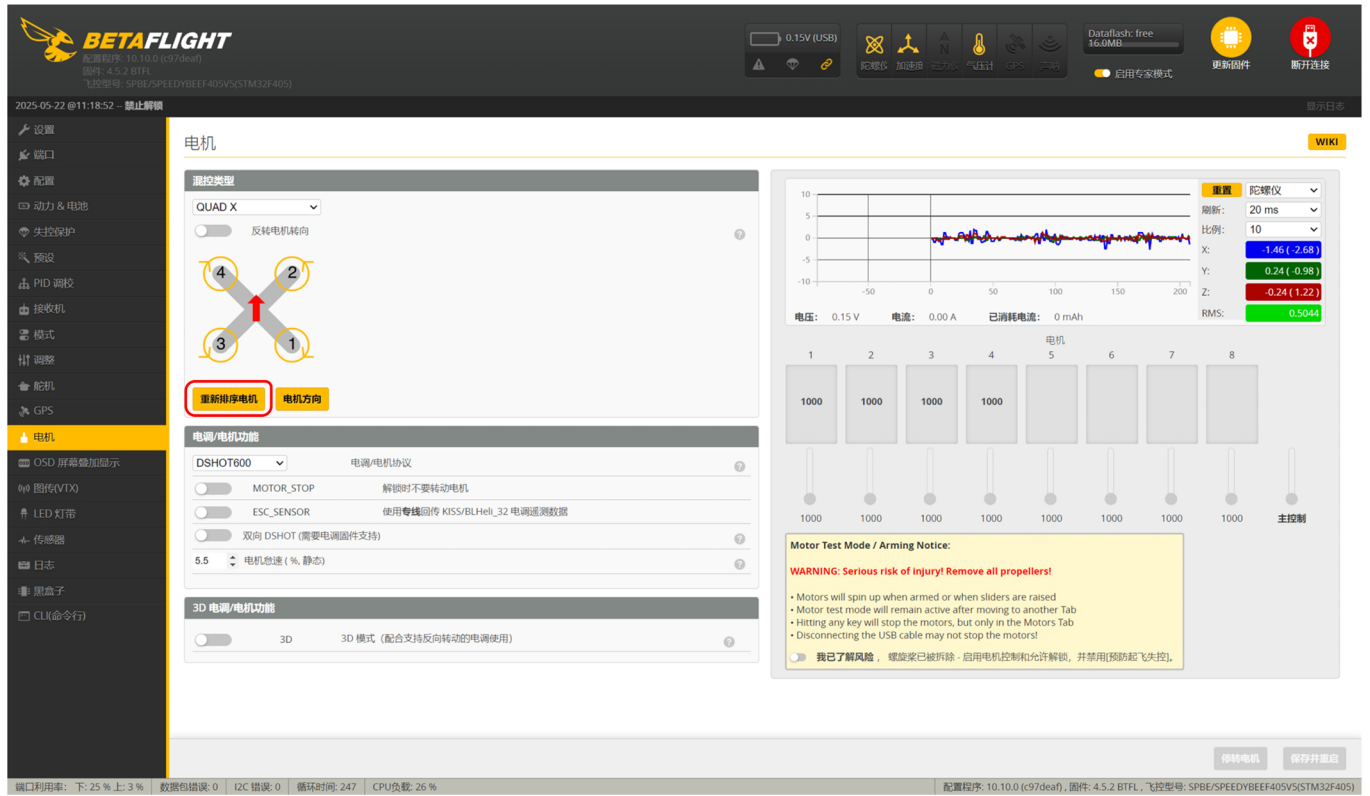 BETAFLIGHT
配置程序: 10.10.0 (c97deaf)
固件: 4.5.2 BTFL
飞控型号: SPBE/SPEEDYBEEF405V5(STM32F405)
0.15V (USB)
陀螺仪 加速度 磁力仪 气压计 GPS 声呐
Dataflash: free
16.0MB
启用专家模式
更新固件
断开连接
2025-05-22 @11:18:52 -- 禁止解锁
显示日志
设置
端口
配置
动力 & 电池
失控保护
预设
PID 调校
接收机
模式
调整
舵机
GPS
电机
OSD 屏幕叠加显示
图传(VTX)
LED 灯带
传感器
日志
黑盒子
CLI(命令行)
电机
WIKI
混控类型
QUAD X
反转电机转向
4 2
3 1
重新排序电机 电机方向
电调/电机功能
DSHOT600 电调/电机协议
MOTOR_STOP 解锁时不要转动电机
ESC_SENSOR 使用专线回传 KISS/BLHeli_32 电调遥测数据
双向 DSHOT (需要电调固件支持)
5.5 电机怠速 ( %, 静态)
3D 电调/电机功能
3D 3D 模式（配合支持反向转动的电调使用）
10
5
0
-5
-10
-50 0 50 100 150 200
重置 陀螺仪
刷新: 20 ms
比例: 10
X: -1.46 ( -2.68 )
Y: 0.24 ( -0.98 )
Z: -0.24 ( 1.22 )
RMS: 0.5044
电压: 0.15 V 电流: 0.00 A 已消耗电流: 0 mAh
电机
1 2 3 4 5 6 7 8
1000 1000 1000 1000
1000 1000 1000 1000 1000 1000 1000 1000 主控制
Motor Test Mode / Arming Notice:
WARNING: Serious risk of injury! Remove all propellers!
• Motors will spin up when armed or when sliders are raised
• Motor test mode will remain active after moving to another Tab
• Hitting any key will stop the motors, but only in the Motors Tab
• Disconnecting the USB cable may not stop the motors!
我已了解风险 ， 螺旋桨已被拆除 - 启用电机控制和允许解锁，并禁用[预防起飞失控]。
停转电机 保存并重启
端口利用率: 下: 25 % 上: 3 % 数据包错误: 0 I2C 错误: 0 循环时间: 247 CPU负载: 26 %
配置程序: 10.10.0 (c97deaf) , 固件: 4.5.2 BTFL , 飞控型号: SPBE/SPEEDYBEEF405V5(STM32F405)